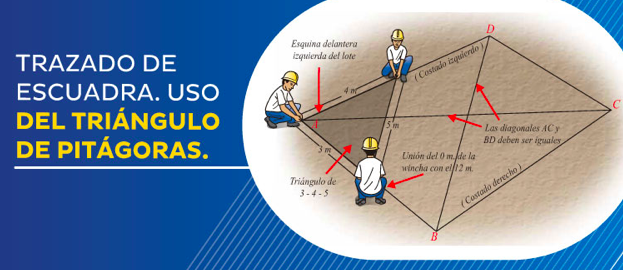 TRAZADO DE
ESCUADRA. USO
DEL TRIÁNGULO
DE PITÁGORAS.
Esquina delantera
izquierda del lote
D
(Costado izquierdo)
4 m
A
C
5 m
Las diagonales AC y
BD deben ser iguales
3 m
Unión del 0 m. de la
wincha con el 12 m.
Triángulo de
3 - 4 - 5
(Costado derecho)
B